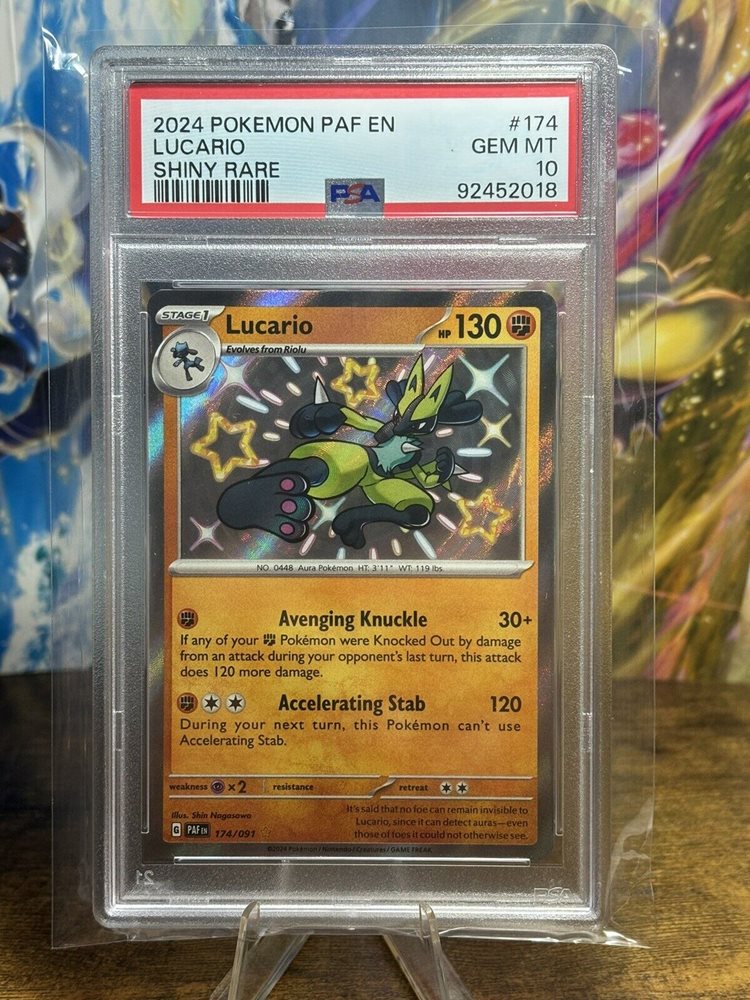 2024 POKEMON PAF EN #174
LUCARIO GEM MT
SHINY RARE 10
PSA 92452018
STAGE1 Lucario HP 130
Evolves from Riolu
NO. 0448 Aura Pokémon HT: 3'11" WT: 119 lbs.
Avenging Knuckle 30+
If any of your Pokémon were Knocked Out by damage
from an attack during your opponent's last turn, this attack
does 120 more damage.
Accelerating Stab 120
During your next turn, this Pokémon can't use
Accelerating Stab.
weakness x2 resistance retreat
Illus. Shin Nagasawa
G PAF EN 174/091
It's said that no foe can remain invisible to
Lucario, since it can detect auras—even
those of foes it could not otherwise see.
©2024 Pokémon / Nintendo / Creatures / GAME FREAK
21 PSA